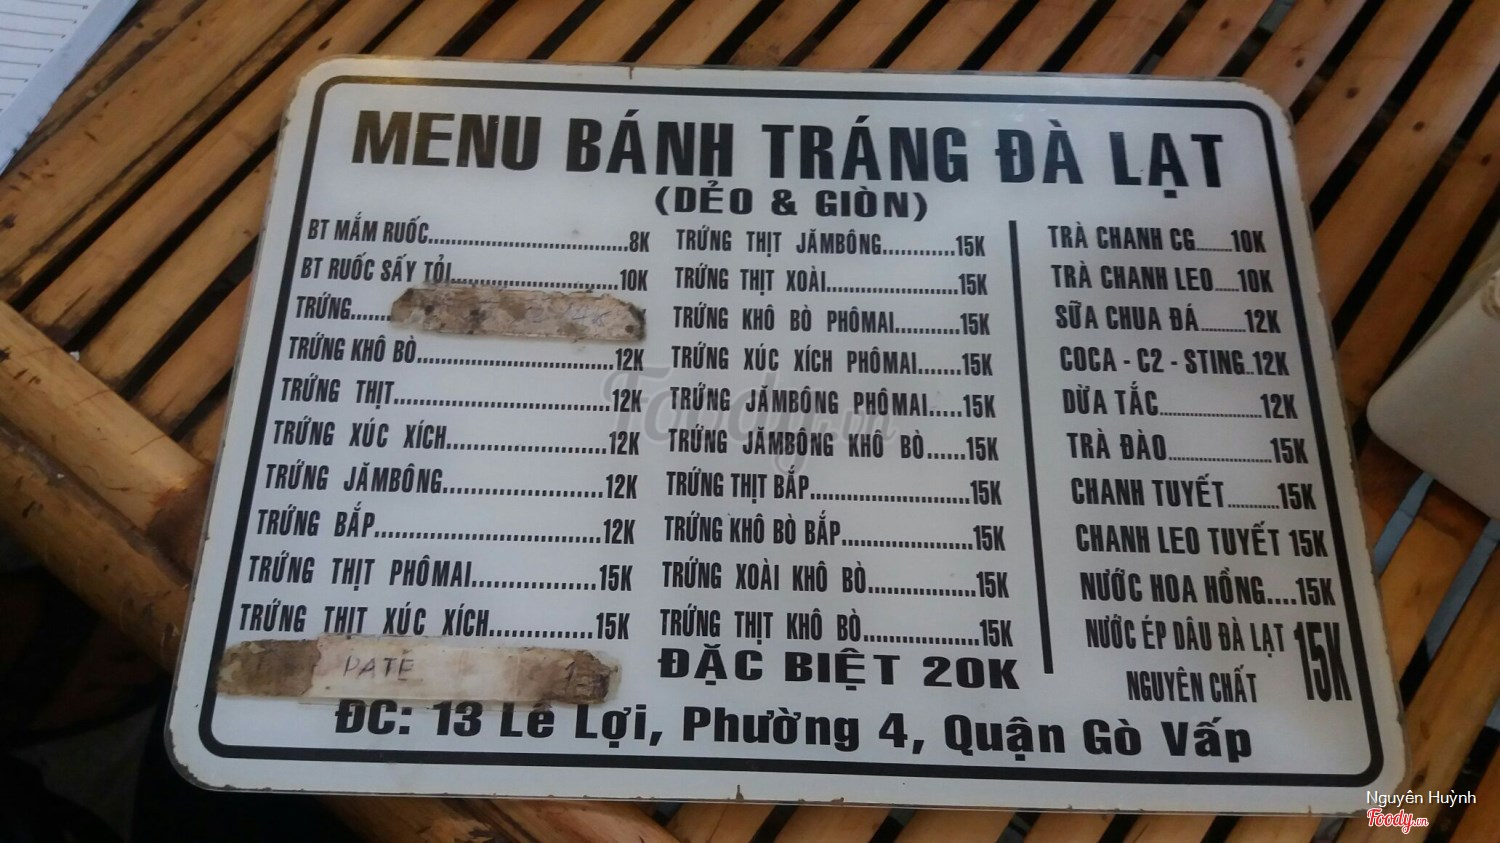 MENU BÁNH TRÁNG ĐÀ LẠT
(DẺO & GIÒN)
BT MẮM RUỐC..................................8K
BT RUỐC SẤY TỎI............................10K
TRỨNG......
TRỨNG KHÔ BÒ..............................12K
TRỨNG THỊT.................................12K
TRỨNG XÚC XÍCH.........................12K
TRỨNG JĂMBÔNG........................12K
TRỨNG BẮP..................................12K
TRỨNG THỊT PHÔMAI..................15K
TRỨNG THỊT XÚC XÍCH...............15K
PATE
TRỨNG THỊT JĂMBÔNG............15K
TRỨNG THỊT XOÀI....................15K
TRỨNG KHÔ BÒ PHÔMAI..........15K
TRỨNG XÚC XÍCH PHÔMAI.......15K
TRỨNG JĂMBÔNG PHÔMAI.....15K
TRỨNG JĂMBÔNG KHÔ BÒ......15K
TRỨNG THỊT BẮP........................15K
TRỨNG KHÔ BÒ BẮP....................15K
TRỨNG XOÀI KHÔ BÒ.................15K
TRỨNG THỊT KHÔ BÒ..................15K
ĐẶC BIỆT 20K
TRÀ CHANH CG.........10K
TRÀ CHANH LEO......10K
SỮA CHUA ĐÁ...........12K
COCA - C2 - STING..12K
DỪA TẮC.........................12K
TRÀ ĐÀO.........................15K
CHANH TUYẾT............15K
CHANH LEO TUYẾT 15K
NƯỚC HOA HỒNG....15K
NƯỚC ÉP DÂU ĐÀ LẠT 15K
NGUYÊN CHẤT
ĐC: 13 Lê Lợi, Phường 4, Quận Gò Vấp
Foody.vn
Nguyên Huỳnh
Foody.vn